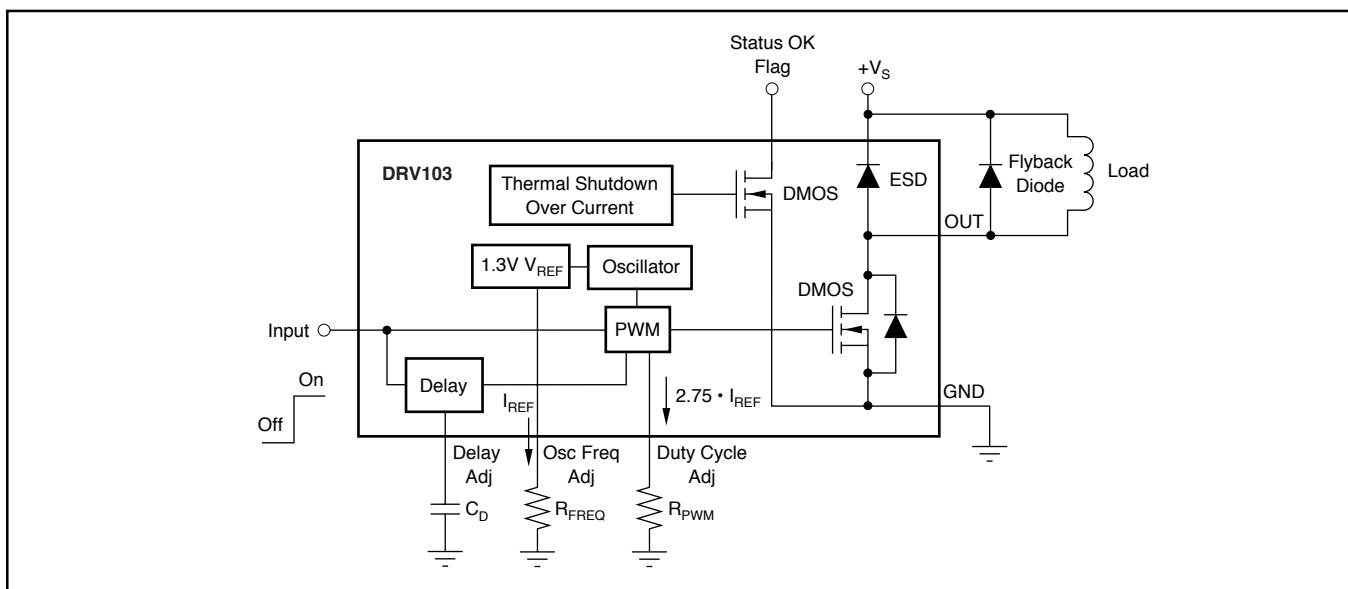 Status OK
Flag
+VS
DRV103
Thermal Shutdown
Over Current
DMOS
ESD
Flyback
Diode
Load
OUT
1.3V VREF
Oscillator
DMOS
Input
PWM
On
Off
Delay
IREF
2.75 • IREF
GND
Delay
Adj
Osc Freq
Adj
Duty Cycle
Adj
CD
RFREQ
RPWM